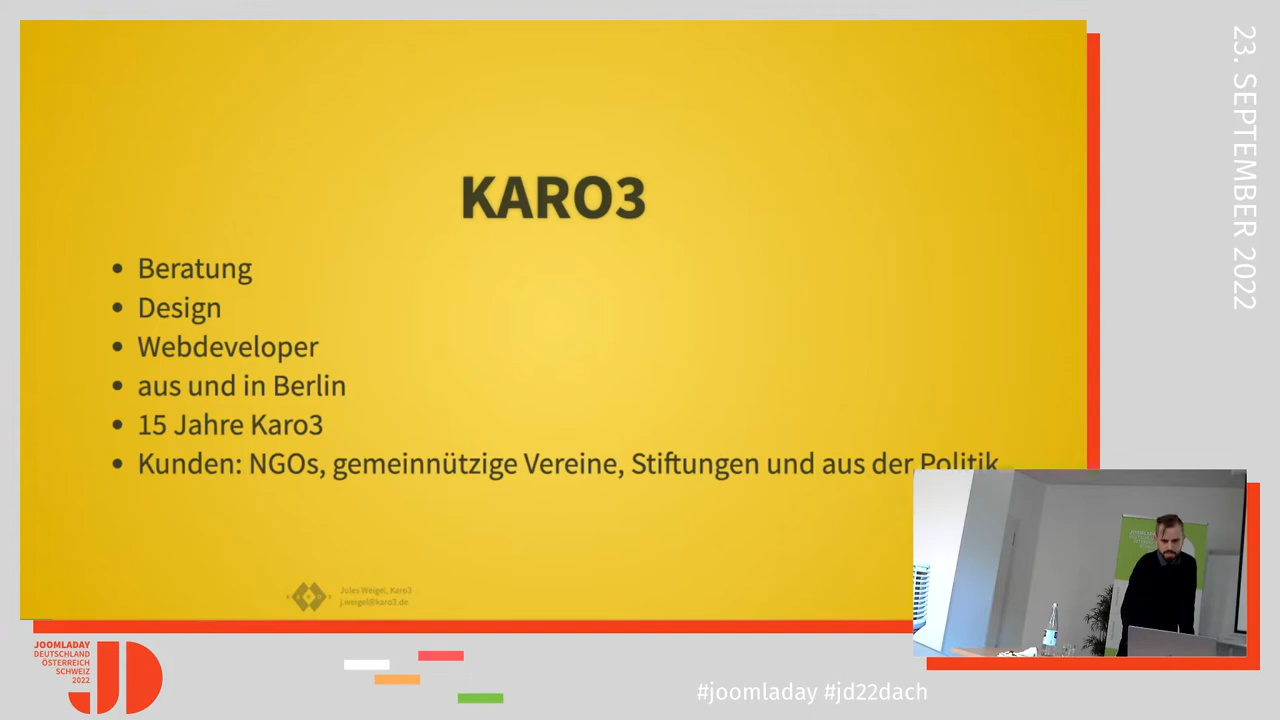 KARO3
Beratung
Design
Webdeveloper
aus und in Berlin
15 Jahre Karo3
Kunden: NGOs, gemeinnützige Vereine, Stiftungen und aus der Politik
Jules Weigel, Karo3
j.weigel@karo3.de
23. SEPTEMBER 2022
JOOMLADAY
DEUTSCHLAND
ÖSTERREICH
SCHWEIZ
2022
JD
#joomladay #jd22dach